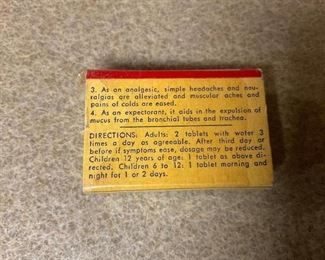 3. As an analgesic, simple headaches and neu-
ralgias are alleviated and muscular aches and
pains of colds are eased.
4. As an expectorant, it aids in the expulsion of
mucus from the bronchial tubes and trachea.
DIRECTIONS: Adults: 2 tablets with water 3
times a day as agreeable. After third day or
before if symptoms ease, dosage may be reduced.
Children 12 years of age: 1 tablet as above di-
rected. Children 6 to 12: 1 tablet morning and
night for 1 or 2 days.